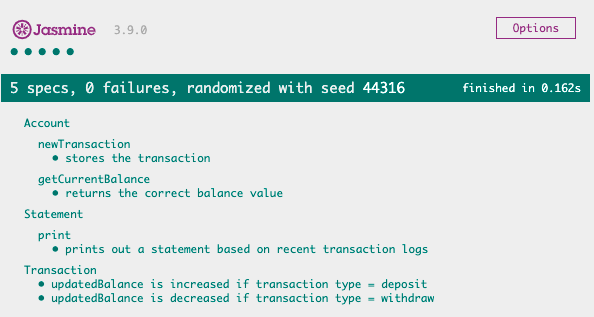 Jasmine 3.9.0 Options
5 specs, 0 failures, randomized with seed 44316 finished in 0.162s
Account
newTransaction
• stores the transaction
getCurrentBalance
• returns the correct balance value
Statement
print
• prints out a statement based on recent transaction logs
Transaction
• updatedBalance is increased if transaction type = deposit
• updatedBalance is decreased if transaction type = withdraw